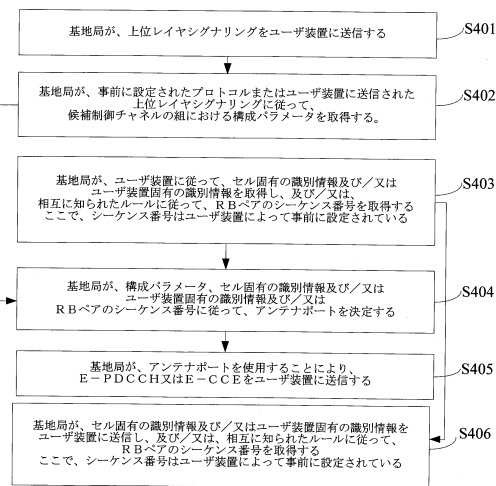 基地局が、上位レイヤシグナリングをユーザ装置に送信する
S401
基地局が、事前に設定されたプロトコルまたはユーザ装置に送信された
上位レイヤシグナリングに従って、
候補制御チャネルの組における構成パラメータを取得する。
S402
基地局が、ユーザ装置に従って、セル固有の識別情報及び/又は
ユーザ装置固有の識別情報を取得し、及び/又は、
相互に知られたルールに従って、RBペアのシーケンス番号を取得する
ここで、シーケンス番号はユーザ装置によって事前に設定されている
S403
基地局が、構成パラメータ、セル固有の識別情報及び/又は
ユーザ装置固有の識別情報及び/又は
RBペアのシーケンス番号に従って、アンテナポートを決定する
S404
基地局が、アンテナポートを使用することにより、
E-PDCCH又はE-CCEをユーザ装置に送信する
S405
基地局が、セル固有の識別情報及び/又はユーザ装置固有の識別情報を
ユーザ装置に送信し、及び/又は、相互に知られたルールに従って、
RBペアのシーケンス番号を取得する
ここで、シーケンス番号はユーザ装置によって事前に設定されている
S406